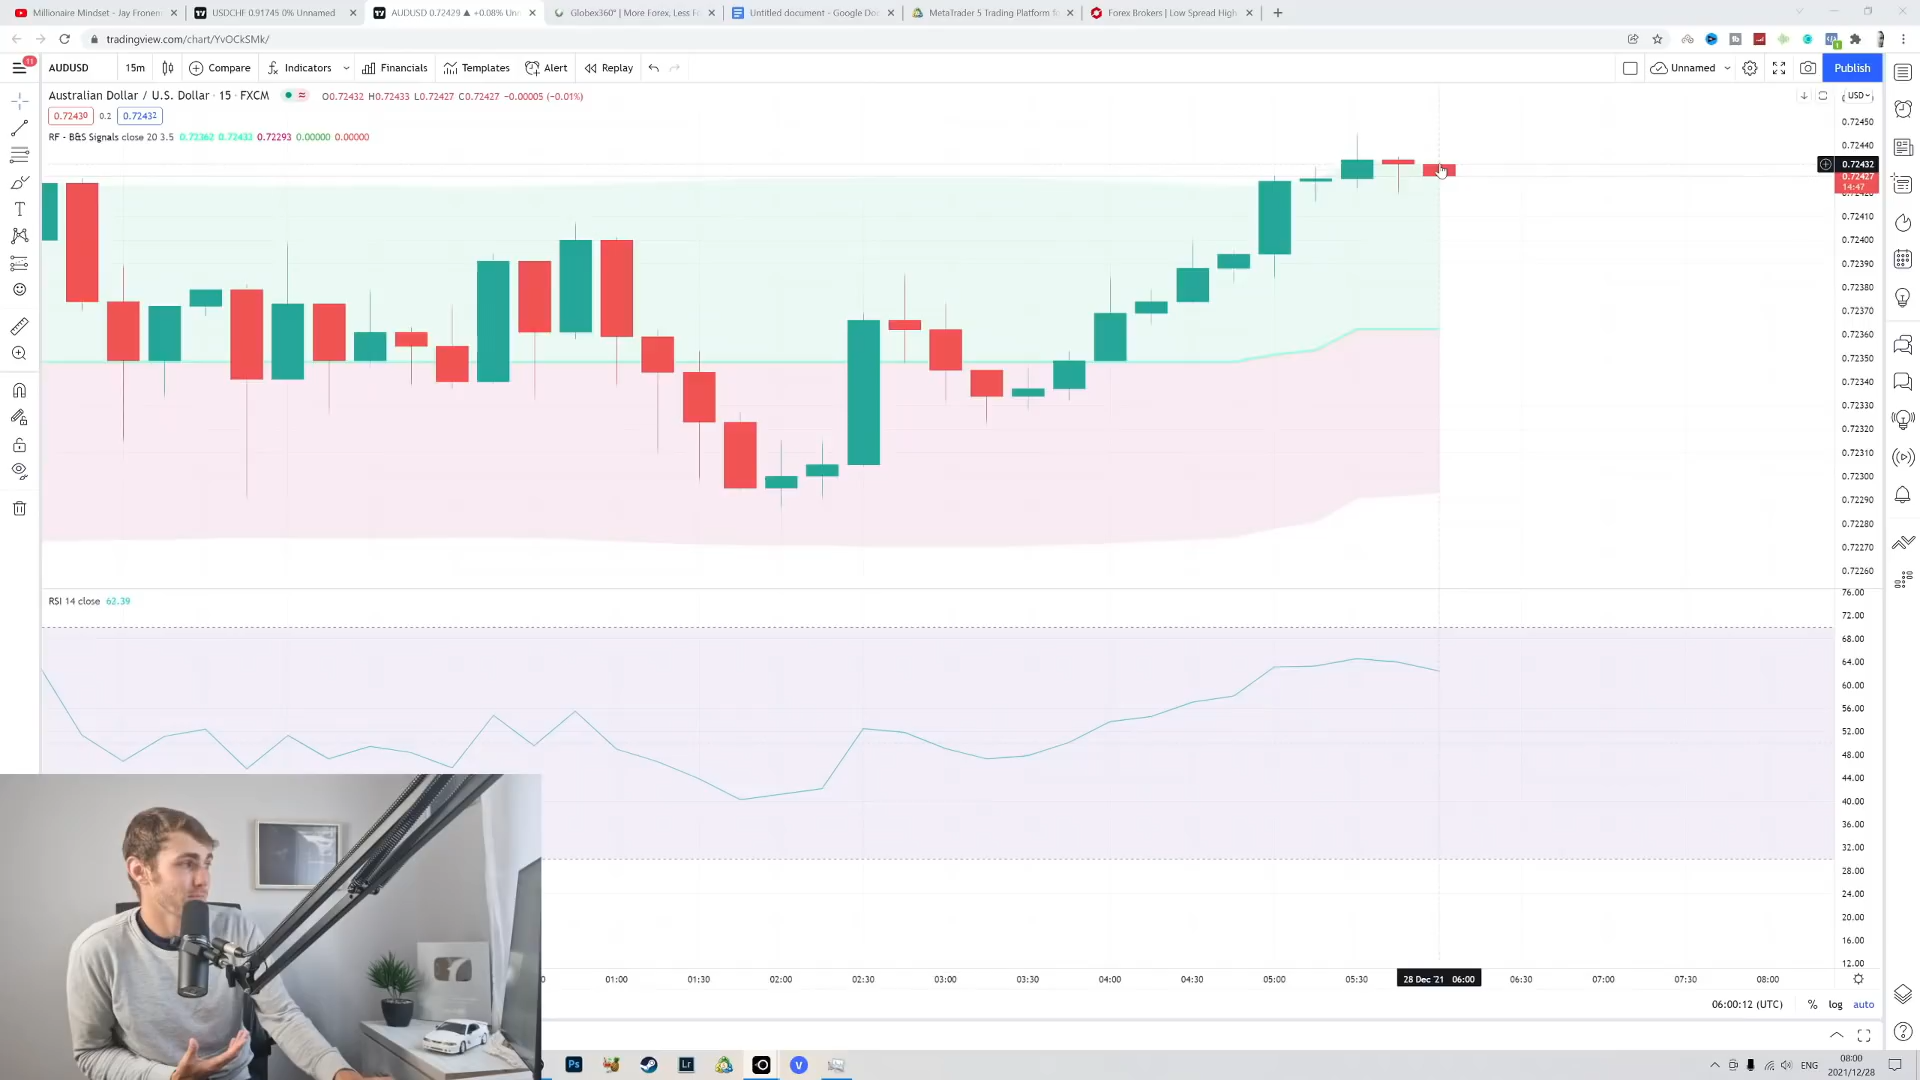 Millionaire Mindset - Jay Fronen
USDCHF 0.91745 0% Unnamed
AUDUSD 0.72429 ▲ +0.08% Unn
Globex360° | More Forex, Less F
Untitled document - Google Doc
MetaTrader 5 Trading Platform fo
Forex Brokers | Low Spread High
tradingview.com/chart/YvOCkSMk/
11
AUDUSD
15m
Compare
Indicators
Financials
Templates
Alert
Replay
Unnamed
Publish
Australian Dollar / U.S. Dollar · 15 · FXCM
O0.72432 H0.72433 L0.72427 C0.72427 -0.00005 (-0.01%)
USD
0.72430
0.2
0.72432
RF - B&S Signals close 20 3.5 0.72362 0.72433 0.72293 0.00000 0.00000
0.72450
0.72440
0.72432
0.72427
14:47
0.72410
0.72400
0.72390
0.72380
0.72370
0.72360
0.72350
0.72340
0.72330
0.72320
0.72310
0.72300
0.72290
0.72280
0.72270
0.72260
RSI 14 close 62.39
76.00
72.00
68.00
64.00
60.00
56.00
52.00
48.00
44.00
40.00
36.00
32.00
28.00
24.00
20.00
16.00
12.00
01:00 01:30 02:00 02:30 03:00 03:30 04:00 04:30 05:00 05:30 28 Dec '21 06:00 06:30 07:00 07:30 08:00
06:00:12 (UTC)
%
log
auto
Ps
Lr
V
ENG
08:00
2021/12/28